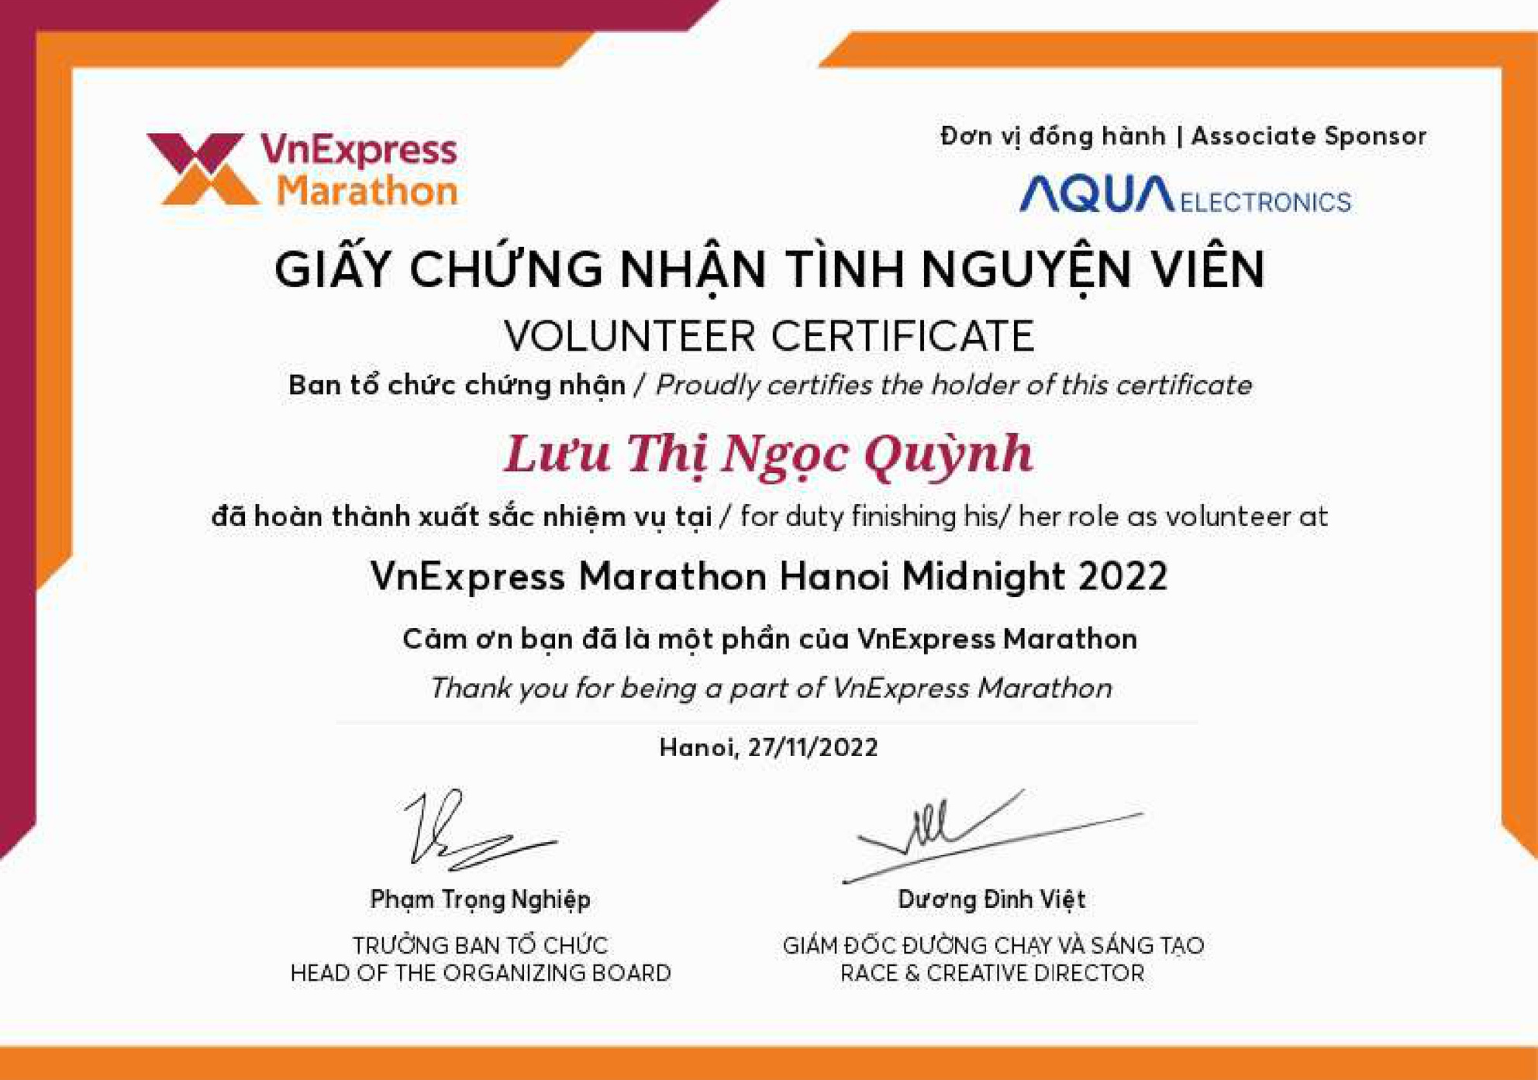 VnExpress
Marathon
Đơn vị đồng hành | Associate Sponsor
AQUA ELECTRONICS
GIẤY CHỨNG NHẬN TÌNH NGUYỆN VIÊN
VOLUNTEER CERTIFICATE
Ban tổ chức chứng nhận / Proudly certifies the holder of this certificate
Lưu Thị Ngọc Quỳnh
đã hoàn thành xuất sắc nhiệm vụ tại / for duty finishing his/ her role as volunteer at
VnExpress Marathon Hanoi Midnight 2022
Cảm ơn bạn đã là một phần của VnExpress Marathon
Thank you for being a part of VnExpress Marathon
Hanoi, 27/11/2022
Phạm Trọng Nghiệp
TRƯỞNG BAN TỔ CHỨC
HEAD OF THE ORGANIZING BOARD
Dương Đình Việt
GIÁM ĐỐC ĐƯỜNG CHẠY VÀ SÁNG TẠO
RACE & CREATIVE DIRECTOR